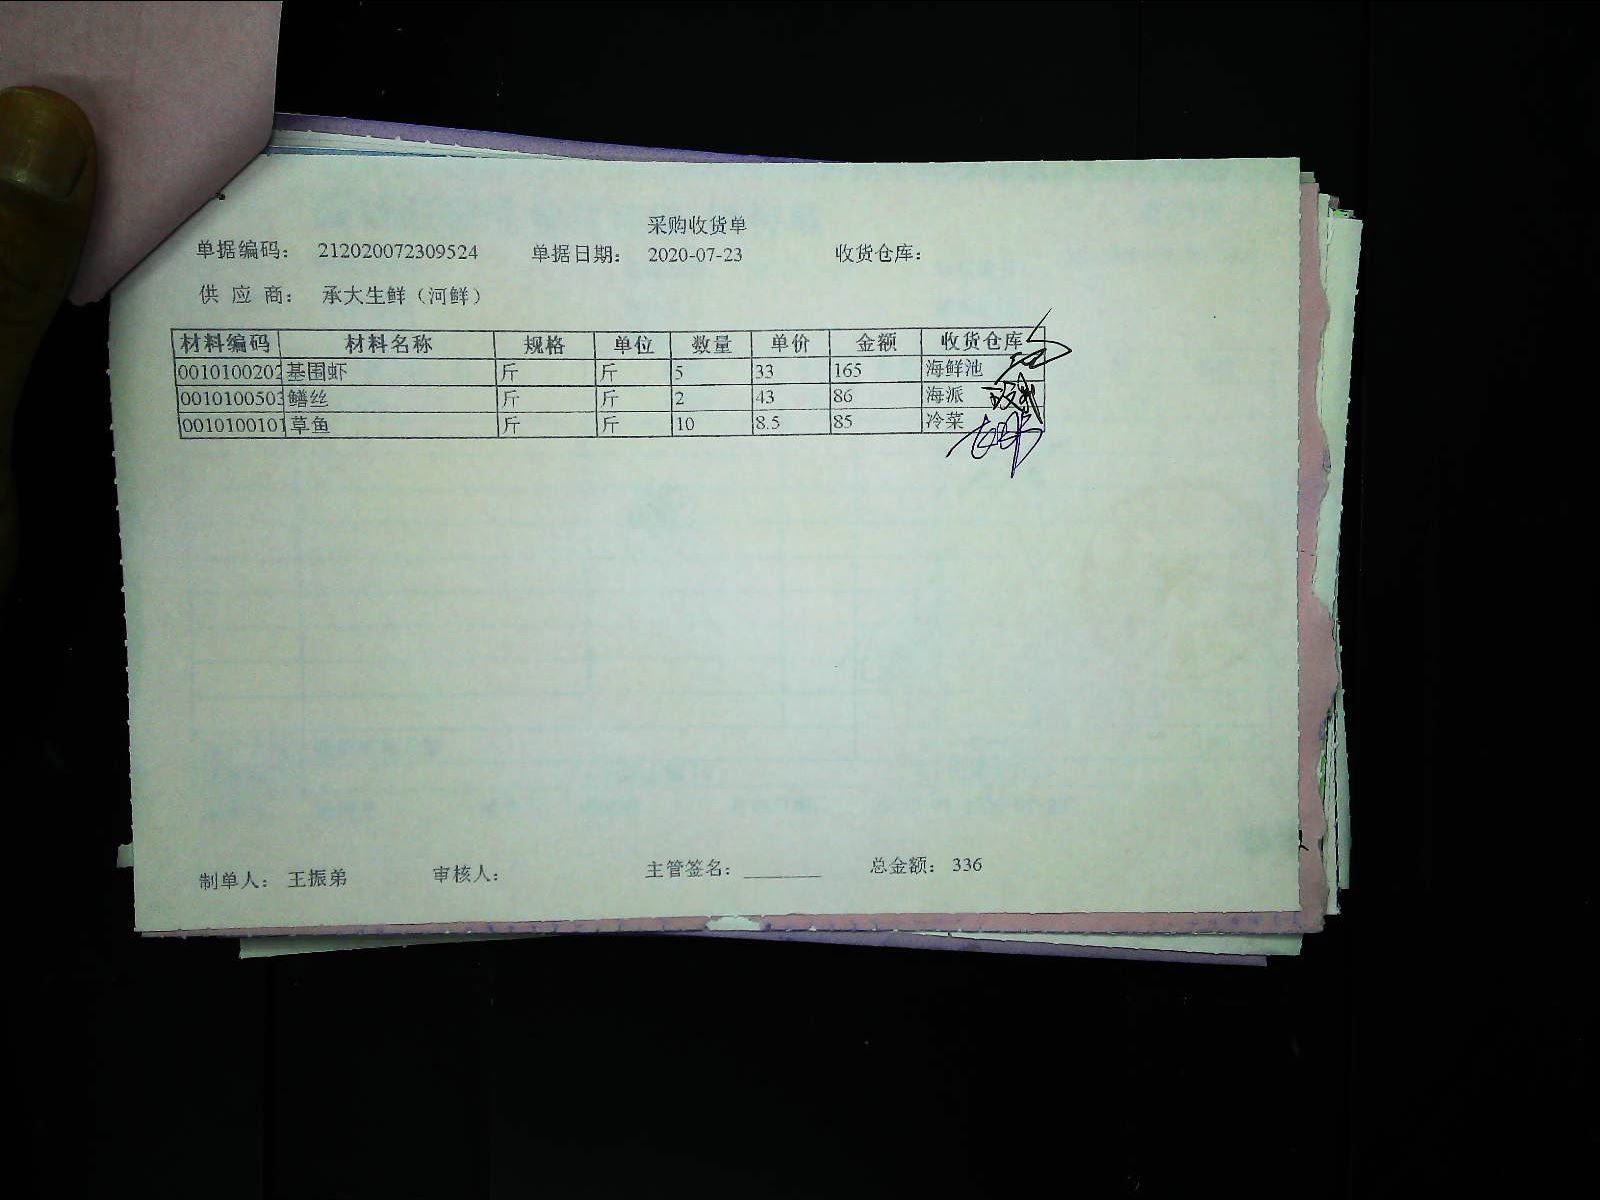 采购收货单
单据编码： 212020072309524 单据日期： 2020-07-23 收货仓库：
供 应 商： 承大生鲜（河鲜）
材料编码 材料名称 规格 单位 数量 单价 金额 收货仓库
0010100202 基围虾 斤 斤 5 33 165 海鲜池
0010100503 鳝丝 斤 斤 2 43 86 海派
0010100101 草鱼 斤 斤 10 8.5 85 冷菜
制单人： 王振弟 审核人： 主管签名：________ 总金额： 336